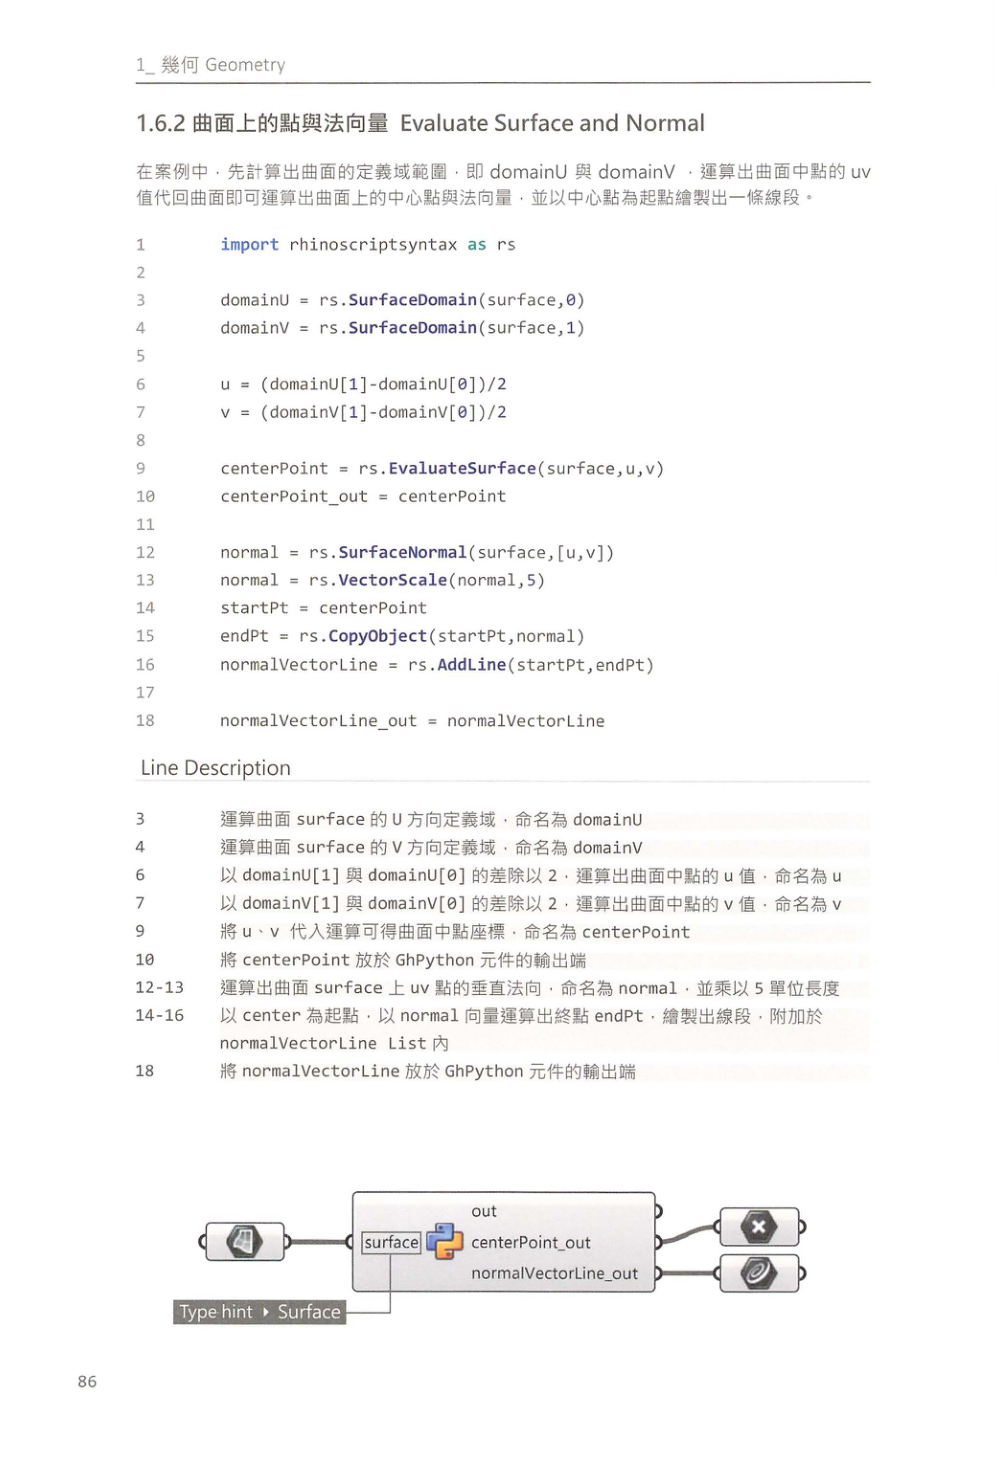 1_ 幾何 Geometry
1.6.2 曲面上的點與法向量 Evaluate Surface and Normal
在案例中，先計算出曲面的定義域範圍，即 domainU 與 domainV ，運算出曲面中點的 uv
值代回曲面即可運算出曲面上的中心點與法向量，並以中心點為起點繪製出一條線段。
1 import rhinoscriptsyntax as rs
2
3 domainU = rs.SurfaceDomain(surface,0)
4 domainV = rs.SurfaceDomain(surface,1)
5
6 u = (domainU[1]-domainU[0])/2
7 v = (domainV[1]-domainV[0])/2
8
9 centerPoint = rs.EvaluateSurface(surface,u,v)
10 centerPoint_out = centerPoint
11
12 normal = rs.SurfaceNormal(surface,[u,v])
13 normal = rs.VectorScale(normal,5)
14 startPt = centerPoint
15 endPt = rs.CopyObject(startPt,normal)
16 normalVectorLine = rs.AddLine(startPt,endPt)
17
18 normalVectorLine_out = normalVectorLine
Line Description
3 運算曲面 surface 的 U 方向定義域，命名為 domainU
4 運算曲面 surface 的 V 方向定義域，命名為 domainV
6 以 domainU[1] 與 domainU[0] 的差除以 2，運算出曲面中點的 u 值，命名為 u
7 以 domainV[1] 與 domainV[0] 的差除以 2，運算出曲面中點的 v 值，命名為 v
9 將 u、v 代入運算可得曲面中點座標，命名為 centerPoint
10 將 centerPoint 放於 GhPython 元件的輸出端
12-13 運算出曲面 surface 上 uv 點的垂直法向，命名為 normal，並乘以 5 單位長度
14-16 以 center 為起點，以 normal 向量運算出終點 endPt，繪製出線段，附加於
normalVectorLine List 內
18 將 normalVectorLine 放於 GhPython 元件的輸出端
out
surface centerPoint_out
normalVectorLine_out
Type hint ▸ Surface
86